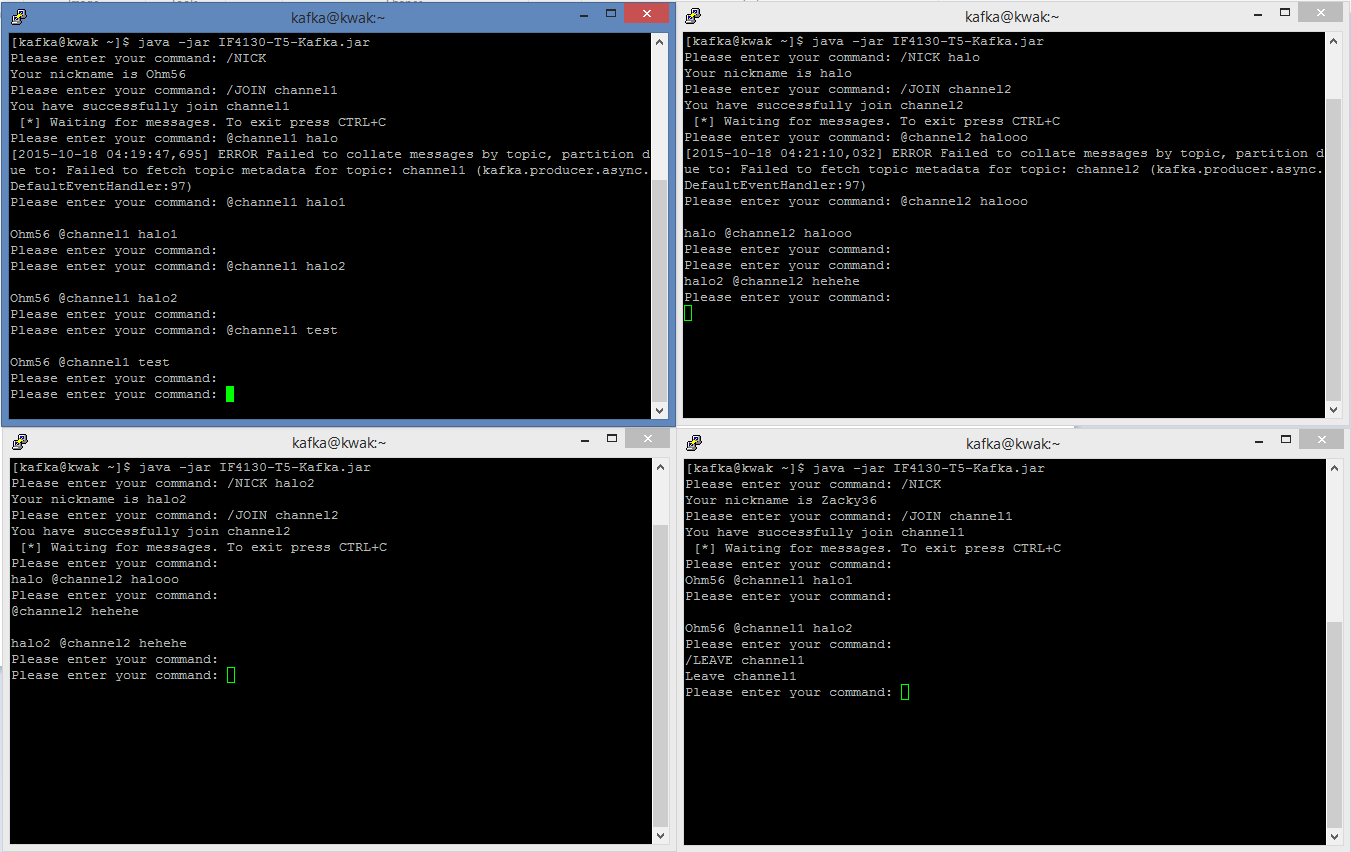 kafka@kwak:~
[kafka@kwak ~]$ java -jar IF4130-T5-Kafka.jar
Please enter your command: /NICK
Your nickname is Ohm56
Please enter your command: /JOIN channel1
You have successfully join channel1
[*] Waiting for messages. To exit press CTRL+C
Please enter your command: @channel1 halo
[2015-10-18 04:19:47,695] ERROR Failed to collate messages by topic, partition d
ue to: Failed to fetch topic metadata for topic: channel1 (kafka.producer.async.
DefaultEventHandler:97)
Please enter your command: @channel1 halo1
Ohm56 @channel1 halo1
Please enter your command:
Please enter your command: @channel1 halo2
Ohm56 @channel1 halo2
Please enter your command:
Please enter your command: @channel1 test
Ohm56 @channel1 test
Please enter your command:
Please enter your command:
kafka@kwak:~
[kafka@kwak ~]$ java -jar IF4130-T5-Kafka.jar
Please enter your command: /NICK halo
Your nickname is halo
Please enter your command: /JOIN channel2
You have successfully join channel2
[*] Waiting for messages. To exit press CTRL+C
Please enter your command: @channel2 halooo
[2015-10-18 04:21:10,032] ERROR Failed to collate messages by topic, partition d
ue to: Failed to fetch topic metadata for topic: channel2 (kafka.producer.async.
DefaultEventHandler:97)
Please enter your command: @channel2 halooo
halo @channel2 halooo
Please enter your command:
Please enter your command:
halo2 @channel2 hehehe
Please enter your command:
kafka@kwak:~
[kafka@kwak ~]$ java -jar IF4130-T5-Kafka.jar
Please enter your command: /NICK halo2
Your nickname is halo2
Please enter your command: /JOIN channel2
You have successfully join channel2
[*] Waiting for messages. To exit press CTRL+C
Please enter your command:
halo @channel2 halooo
Please enter your command:
@channel2 hehehe
halo2 @channel2 hehehe
Please enter your command:
Please enter your command:
kafka@kwak:~
[kafka@kwak ~]$ java -jar IF4130-T5-Kafka.jar
Please enter your command: /NICK
Your nickname is Zacky36
Please enter your command: /JOIN channel1
You have successfully join channel1
[*] Waiting for messages. To exit press CTRL+C
Please enter your command:
Ohm56 @channel1 halo1
Please enter your command:
Ohm56 @channel1 halo2
Please enter your command:
/LEAVE channel1
Leave channel1
Please enter your command: